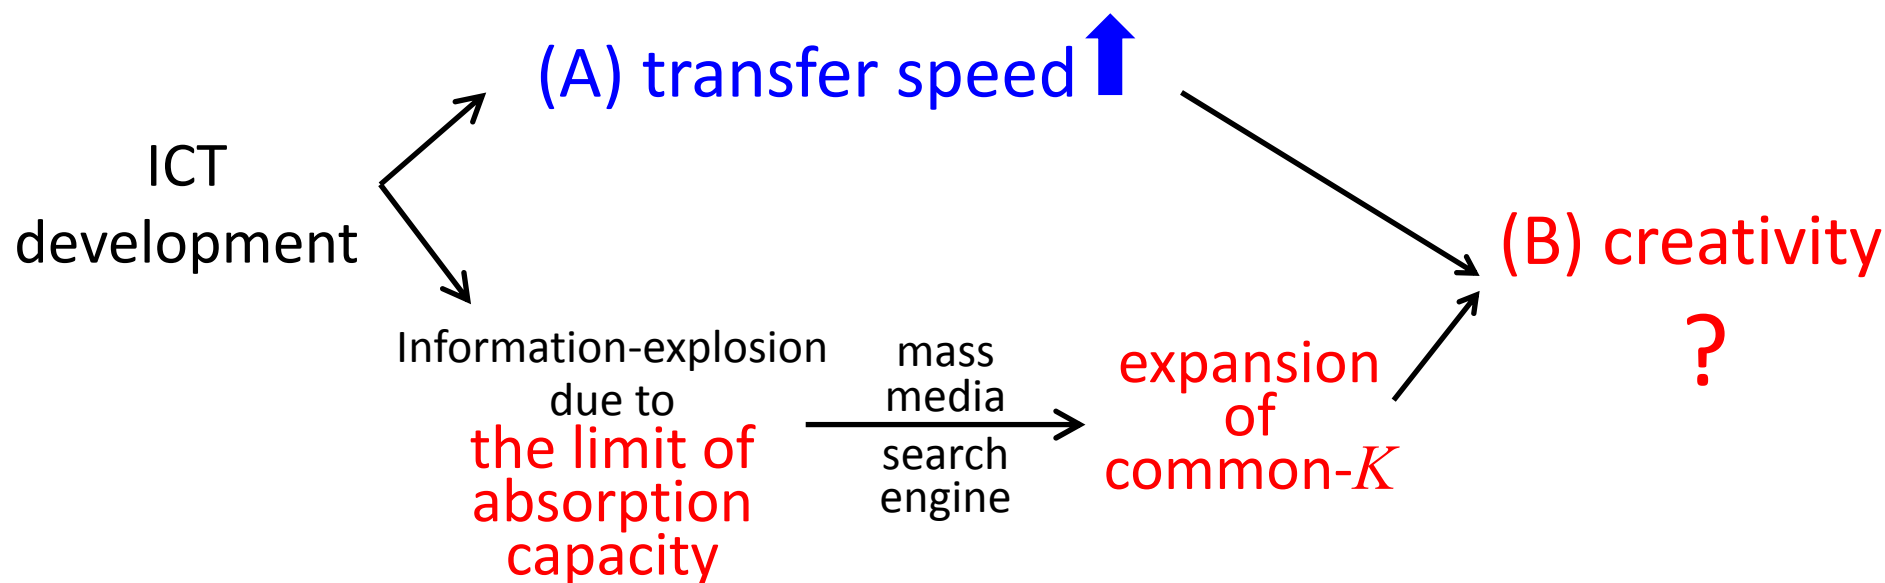 (A) transfer speed
ICT
development
(B) creativity
?
Information-explosion
due to
the limit of
absorption
capacity
mass
media
search
engine
expansion
of
common-K